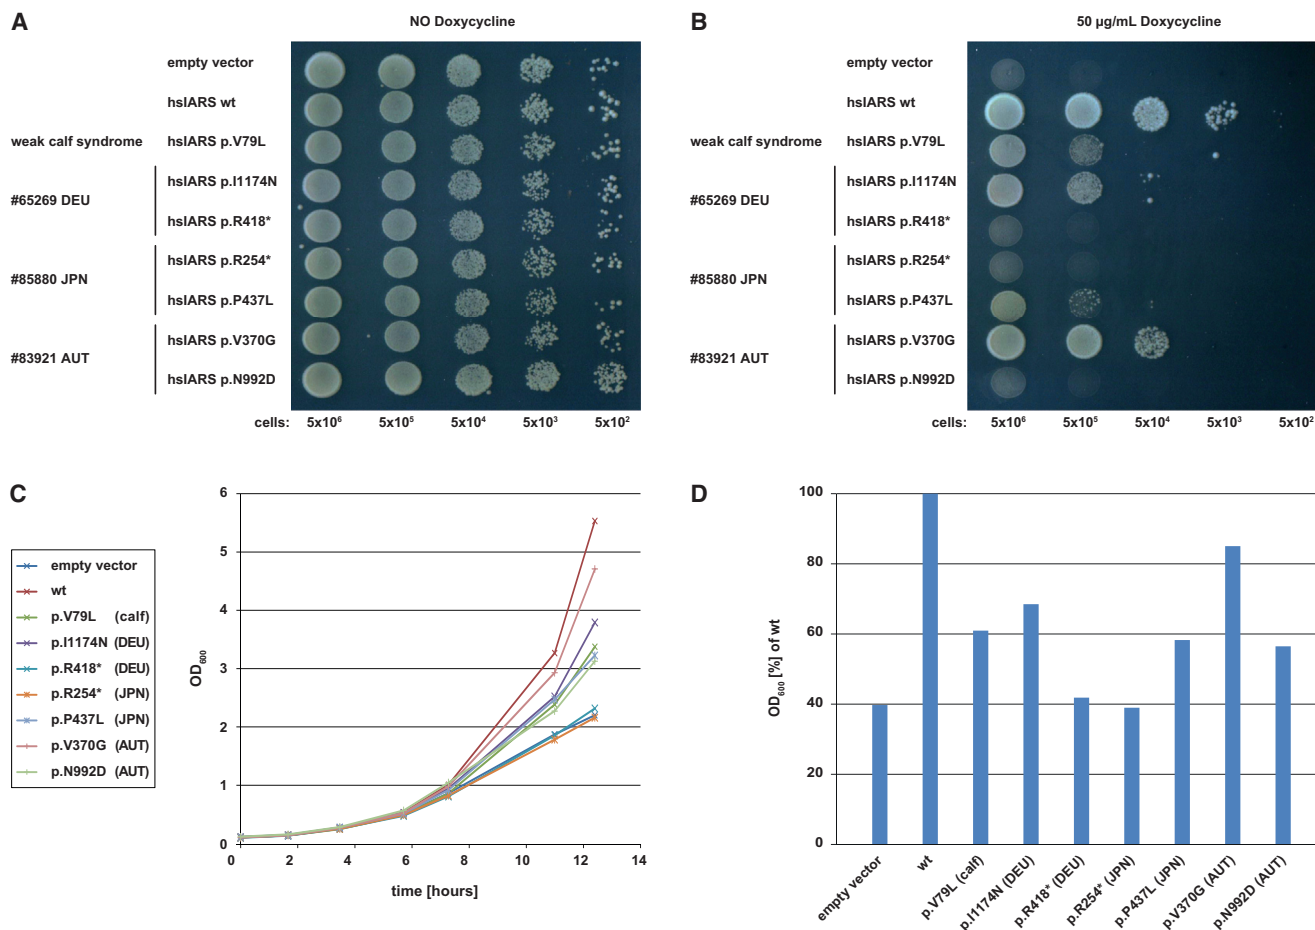 A
NO Doxycycline
empty vector
hsIARS wt
weak calf syndrome
hsIARS p.V79L
#65269 DEU
hsIARS p.I1174N
hsIARS p.R418*
#85880 JPN
hsIARS p.R254*
hsIARS p.P437L
#83921 AUT
hsIARS p.V370G
hsIARS p.N992D
cells: 5x10⁶ 5x10⁵ 5x10⁴ 5x10³ 5x10²
B
50 µg/mL Doxycycline
empty vector
hsIARS wt
weak calf syndrome
hsIARS p.V79L
#65269 DEU
hsIARS p.I1174N
hsIARS p.R418*
#85880 JPN
hsIARS p.R254*
hsIARS p.P437L
#83921 AUT
hsIARS p.V370G
hsIARS p.N992D
cells: 5x10⁶ 5x10⁵ 5x10⁴ 5x10³ 5x10²
C
empty vector
wt
p.V79L (calf)
p.I1174N (DEU)
p.R418* (DEU)
p.R254* (JPN)
p.P437L (JPN)
p.V370G (AUT)
p.N992D (AUT)
OD₆₀₀
6
5
4
3
2
1
0
0 2 4 6 8 10 12 14
time [hours]
D
OD₆₀₀ [%] of wt
100
80
60
40
20
0
empty vector
wt
p.V79L (calf)
p.I1174N (DEU)
p.R418* (DEU)
p.R254* (JPN)
p.P437L (JPN)
p.V370G (AUT)
p.N992D (AUT)